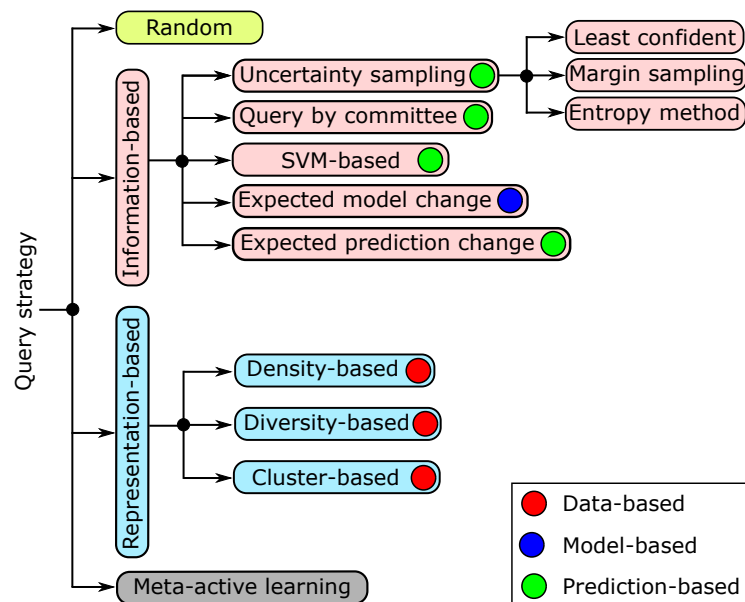 Query strategy
Random
Information-based
Uncertainty sampling
Least confident
Margin sampling
Entropy method
Query by committee
SVM-based
Expected model change
Expected prediction change
Representation-based
Density-based
Diversity-based
Cluster-based
Meta-active learning
Data-based
Model-based
Prediction-based